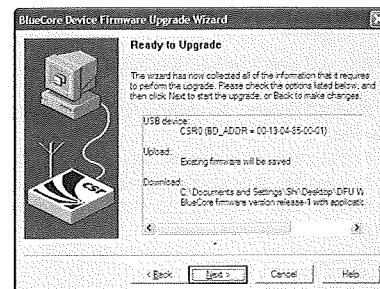 BlueCore Device Firmware Upgrade Wizard
Ready to Upgrade
The wizard has now collected all of the information that it requires
to perform the upgrade. Please check the options listed below, and
then click Next to start the upgrade, or Back to make changes.
USB device:
CSR0 (BD_ADDR = 00-13-04-85-00-01)
Upload:
Existing firmware will be saved
Download:
C:\Documents and Settings\Shi\Desktop\DFU W
BlueCore firmware version release-1 with applicatic
< Back
Next >
Cancel
Help